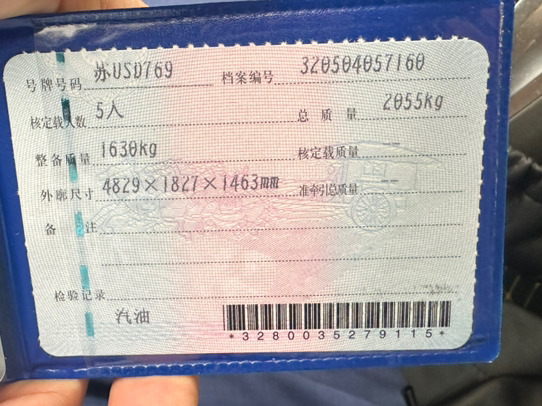 号牌号码 苏USD769 档案编号 320504057160
核定载人数 5人 总质量 2055kg
整备质量 1630kg 核定载质量 --
外廓尺寸 4829×1827×1463mm 准牵引总质量 --
备注
检验记录
汽油
*3280035279115*